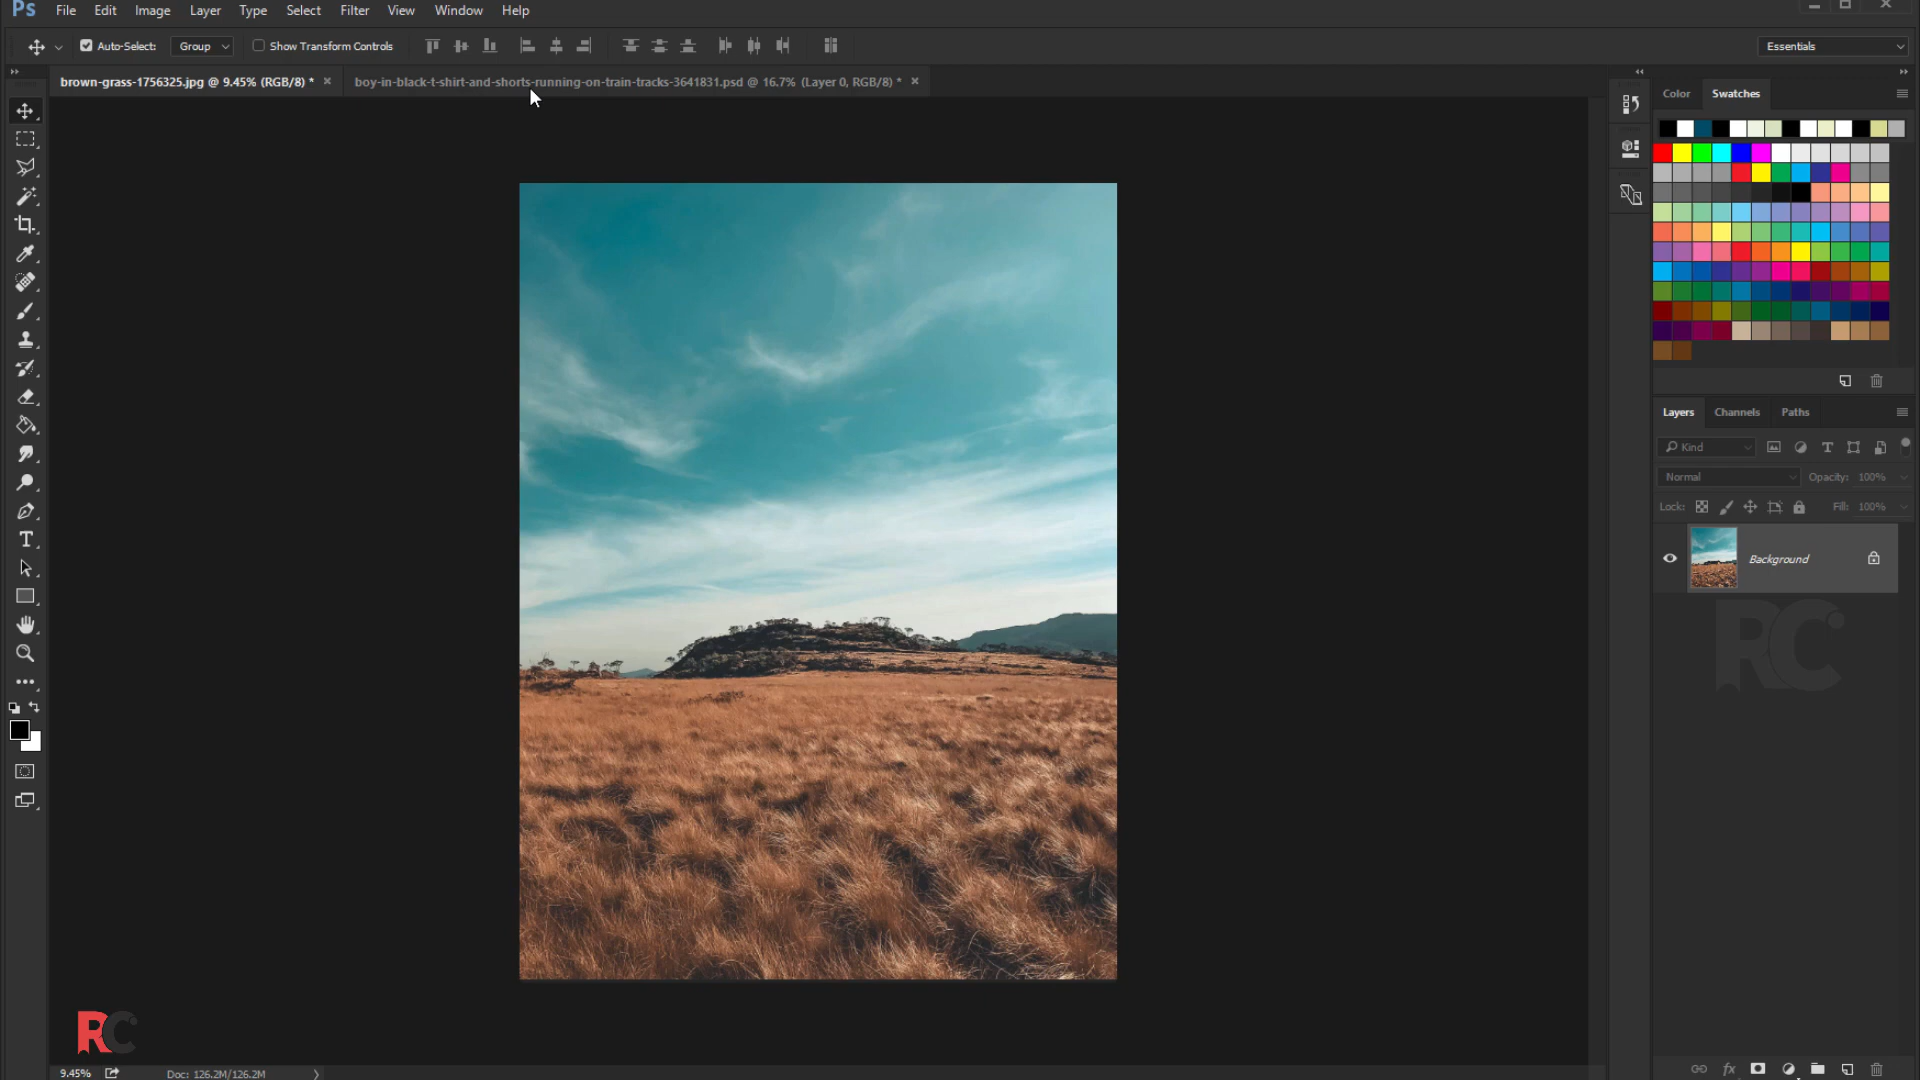 Ps File Edit Image Layer Type Select Filter View Window Help
Auto-Select: Group Show Transform Controls Essentials
brown-grass-1756325.jpg @ 9.45% (RGB/8) * × boy-in-black-t-shirt-and-shorts-running-on-train-tracks-3641831.psd @ 16.7% (Layer 0, RGB/8) * ×
Color Swatches
Layers Channels Paths
Kind
Normal Opacity: 100%
Lock: Fill: 100%
Background
RC
RC
9.45% Doc: 126.2M/126.2M
fx